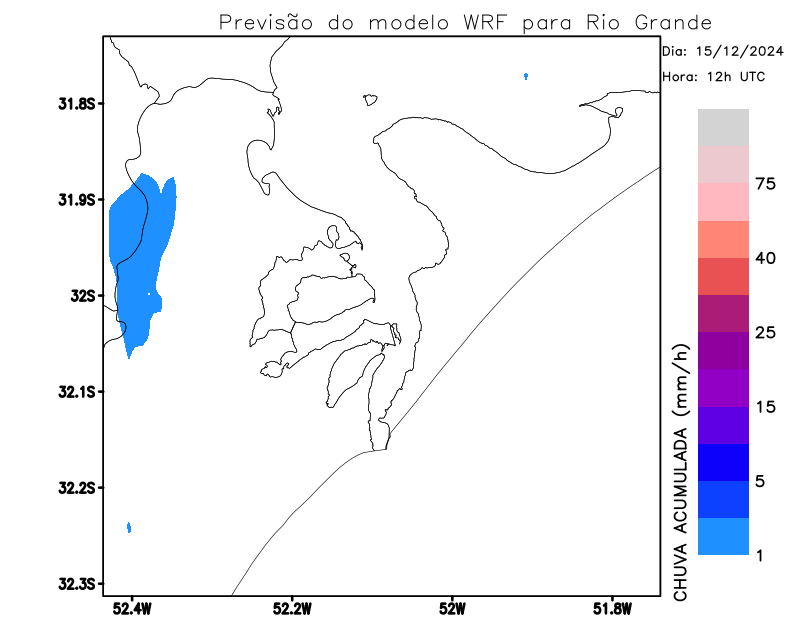 Previsão do modelo WRF para Rio Grande
Dia: 15/12/2024
Hora: 12h UTC
31.8S
31.9S
32S
32.1S
32.2S
32.3S
52.4W
52.2W
52W
51.8W
75
40
25
15
5
1
CHUVA ACUMULADA (mm/h)